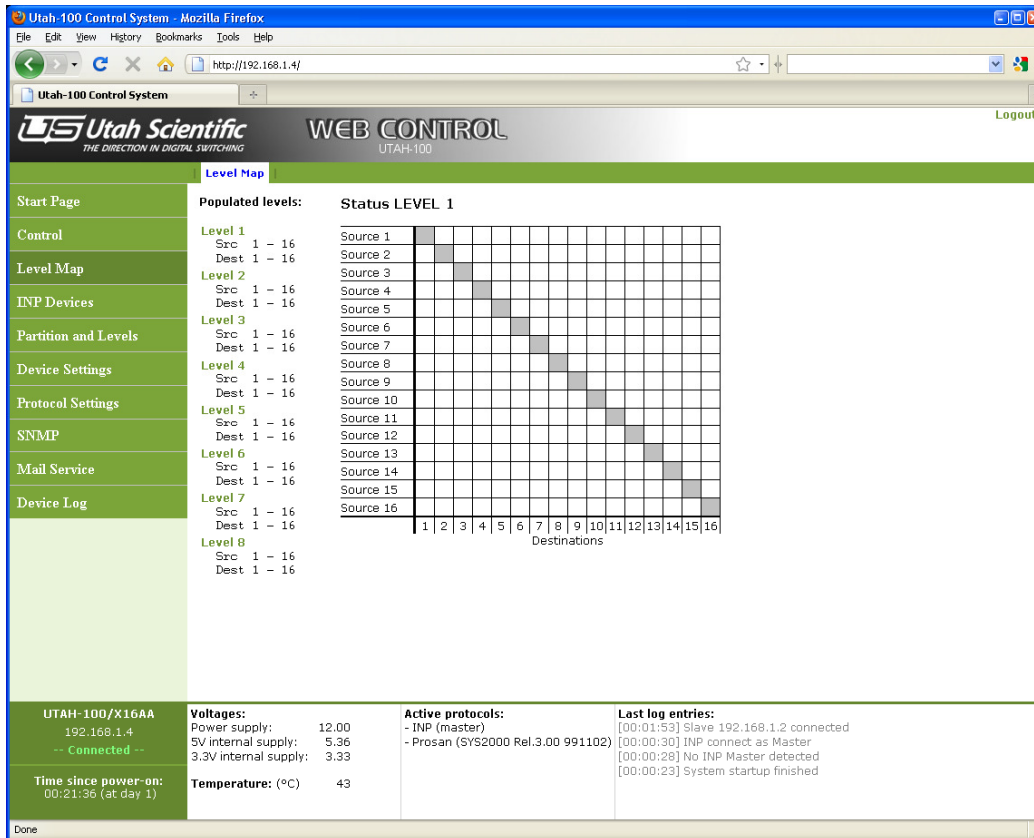 Utah-100 Control System - Mozilla Firefox
File Edit View History Bookmarks Tools Help
http://192.168.1.4/
Utah-100 Control System
US Utah Scientific
THE DIRECTION IN DIGITAL SWITCHING
WEB CONTROL
UTAH-100
Logout
Level Map
Start Page
Control
Level Map
INP Devices
Partition and Levels
Device Settings
Protocol Settings
SNMP
Mail Service
Device Log
Populated levels:
Level 1
Src 1 - 16
Dest 1 - 16
Level 2
Src 1 - 16
Dest 1 - 16
Level 3
Src 1 - 16
Dest 1 - 16
Level 4
Src 1 - 16
Dest 1 - 16
Level 5
Src 1 - 16
Dest 1 - 16
Level 6
Src 1 - 16
Dest 1 - 16
Level 7
Src 1 - 16
Dest 1 - 16
Level 8
Src 1 - 16
Dest 1 - 16
Status LEVEL 1
Source 1
Source 2
Source 3
Source 4
Source 5
Source 6
Source 7
Source 8
Source 9
Source 10
Source 11
Source 12
Source 13
Source 14
Source 15
Source 16
1 2 3 4 5 6 7 8 9 10 11 12 13 14 15 16
Destinations
UTAH-100/X16AA
192.168.1.4
-- Connected --
Time since power-on:
00:21:36 (at day 1)
Voltages:
Power supply: 12.00
5V internal supply: 5.36
3.3V internal supply: 3.33
Temperature: (°C) 43
Active protocols:
- INP (master)
- Prosan (SYS2000 Rel.3.00 991102)
Last log entries:
[00:01:53] Slave 192.168.1.2 connected
[00:00:30] INP connect as Master
[00:00:28] No INP Master detected
[00:00:23] System startup finished
Done